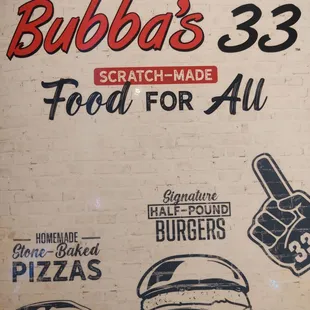 Bubba's 33
SCRATCH-MADE
Food FOR All
Signature
HALF-POUND
BURGERS
HOMEMADE
Stone-Baked
PIZZAS
33